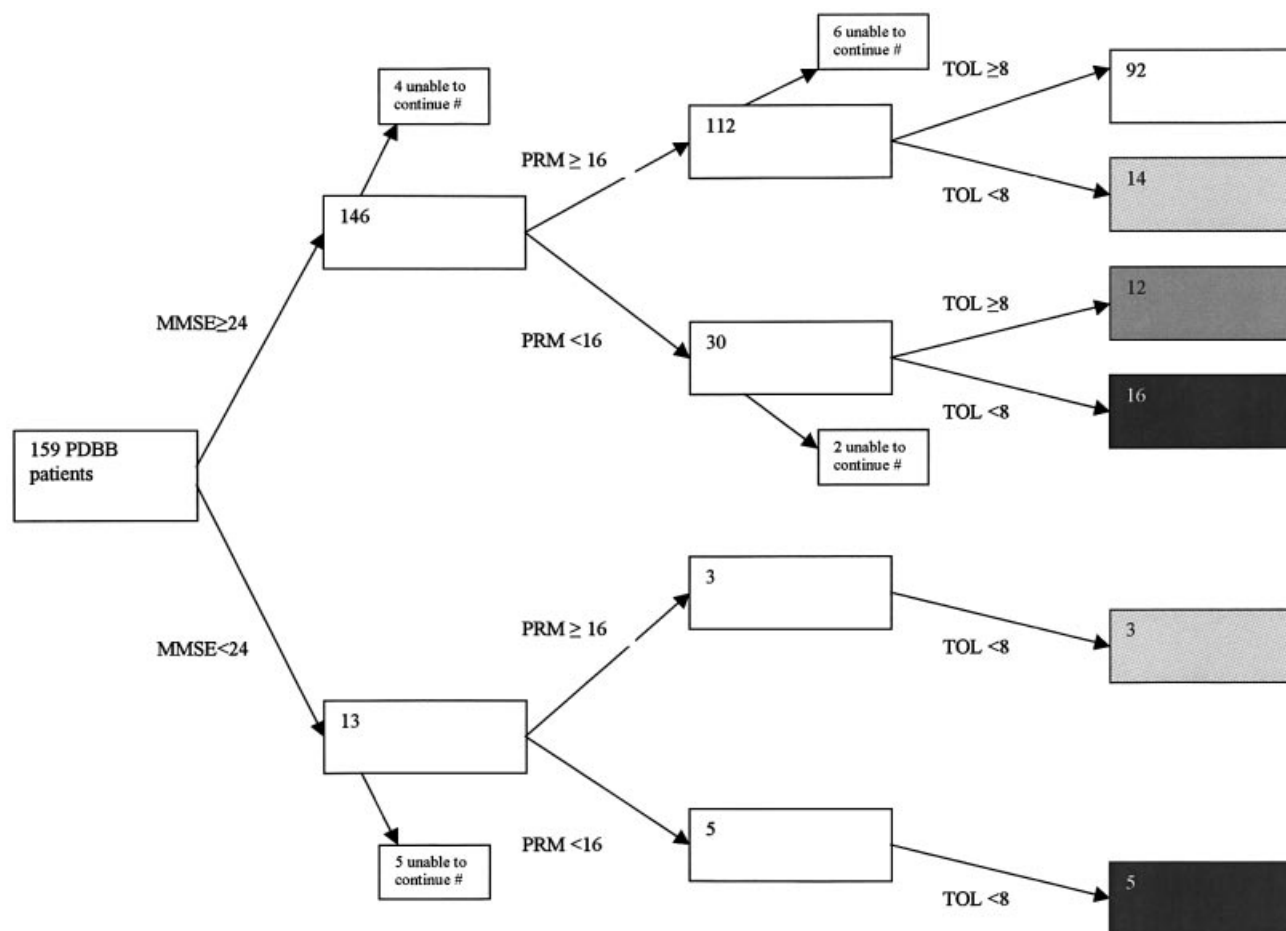 6 unable to
continue #
TOL ≥8
92
4 unable to
continue #
112
PRM ≥ 16
TOL <8
14
146
MMSE≥24
PRM <16
TOL ≥8
12
30
TOL <8
16
159 PDBB
patients
2 unable to
continue #
PRM ≥ 16
3
TOL <8
3
MMSE<24
13
5 unable to
continue #
PRM <16
5
TOL <8
5